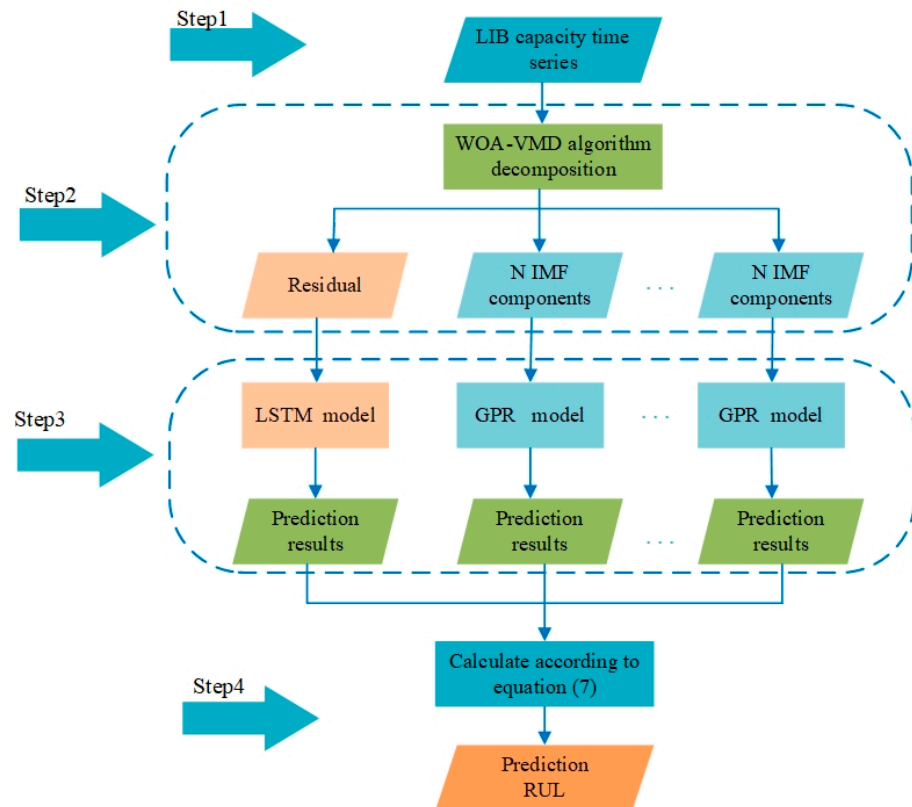 Step1
LIB capacity time
series
WOA-VMD algorithm
decomposition
Step2
Residual
N IMF
components
. . .
N IMF
components
Step3
LSTM model
GPR model
. . .
GPR model
Prediction
results
Prediction
results
. . .
Prediction
results
Calculate according to
equation (7)
Step4
Prediction
RUL